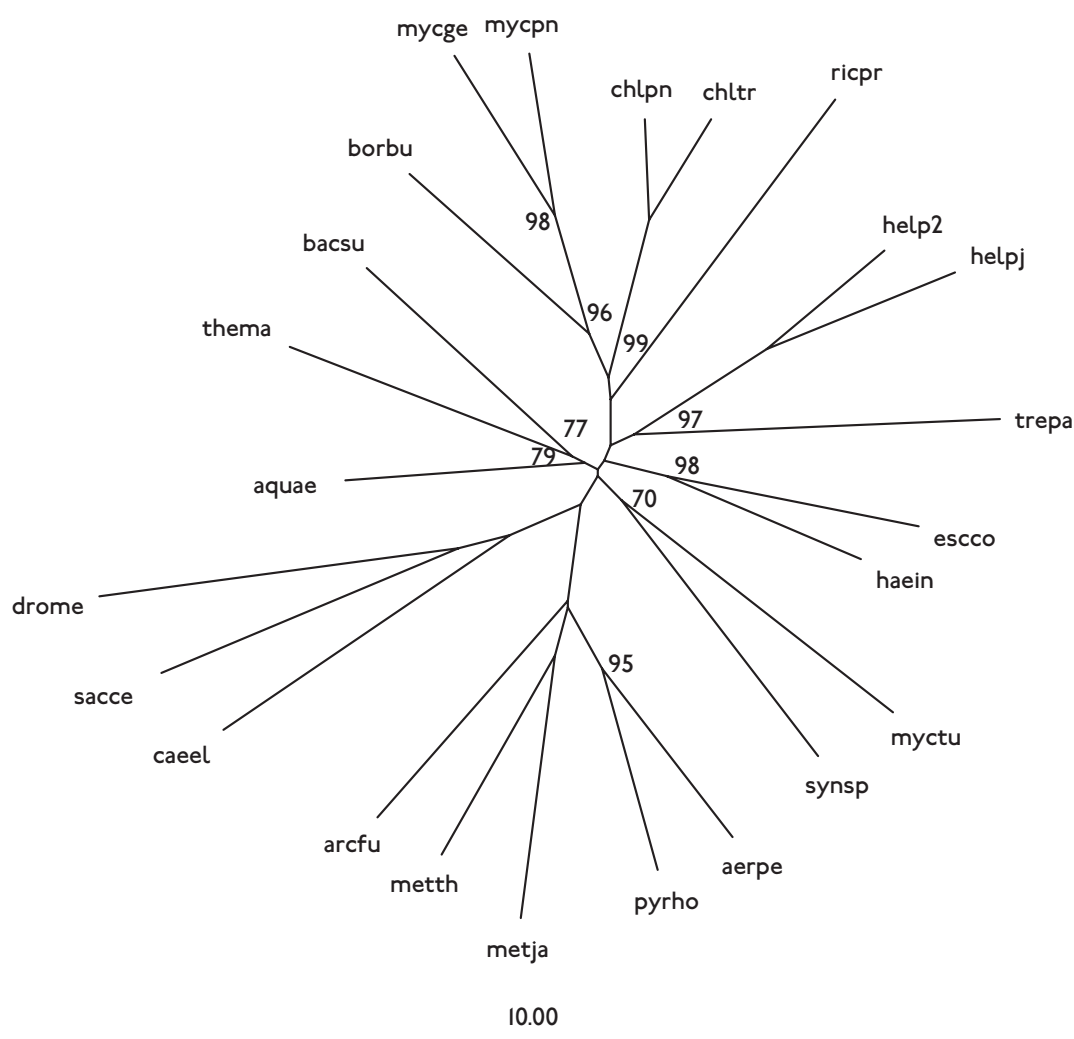 mycge mycpn
ricpr
chlpn chltr
borbu
98
help2
bacsu
helpj
96
thema
99
97
trepa
77
79
98
aquae
70
escco
haein
drome
95
sacce
myctu
caeel
synsp
arcfu
aerpe
metth
pyrho
metja
10.00